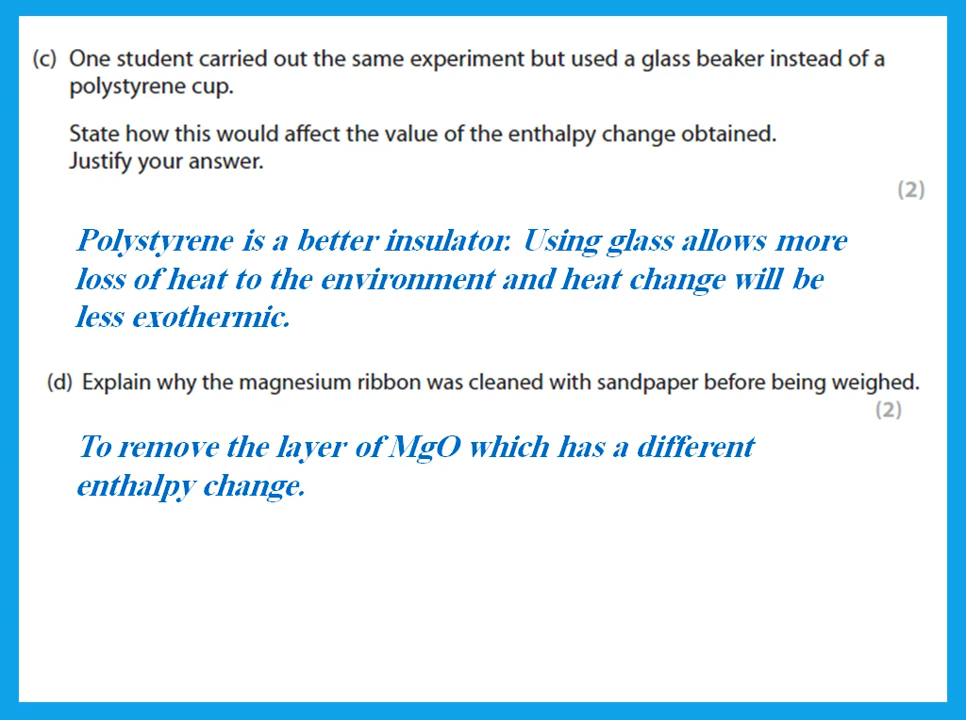 (c) One student carried out the same experiment but used a glass beaker instead of a
polystyrene cup.
State how this would affect the value of the enthalpy change obtained.
Justify your answer.
(2)
Polystyrene is a better insulator. Using glass allows more
loss of heat to the environment and heat change will be
less exothermic.
(d) Explain why the magnesium ribbon was cleaned with sandpaper before being weighed.
(2)
To remove the layer of MgO which has a different
enthalpy change.